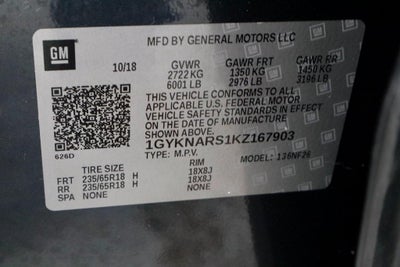 GM
MFD BY GENERAL MOTORS LLC
10/18 GVWR GAWR FRT GAWR RR
2722 KG 1350 KG 1450 KG
6001 LB 2976 LB 3196 LB
THIS VEHICLE CONFORMS TO ALL
APPLICABLE U.S. FEDERAL MOTOR
VEHICLE SAFETY STANDARDS IN EFFECT
ON THE DATE OF MANUFACTURE SHOWN ABOVE.
1GYKNARS1KZ167903
626D TYPE: M.P.V. MODEL: 136NF26
TIRE SIZE RIM
FRT 235/65R18 H 18X8J
RR 235/65R18 H 18X8J
SPA NONE NONE